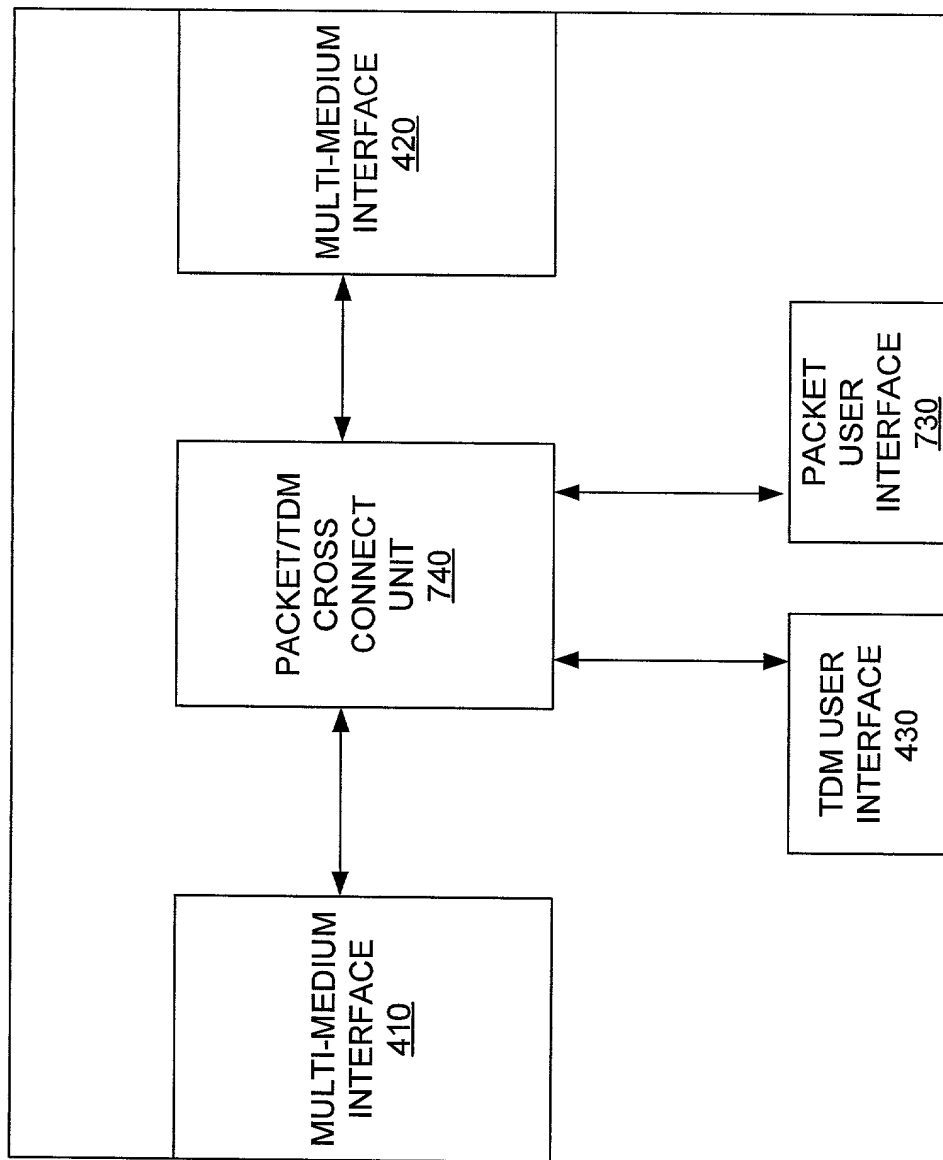 MULTI-MEDIUM
INTERFACE
410
PACKET/TDM
CROSS
CONNECT
UNIT
740
MULTI-MEDIUM
INTERFACE
420
TDM USER
INTERFACE
430
PACKET
USER
INTERFACE
730